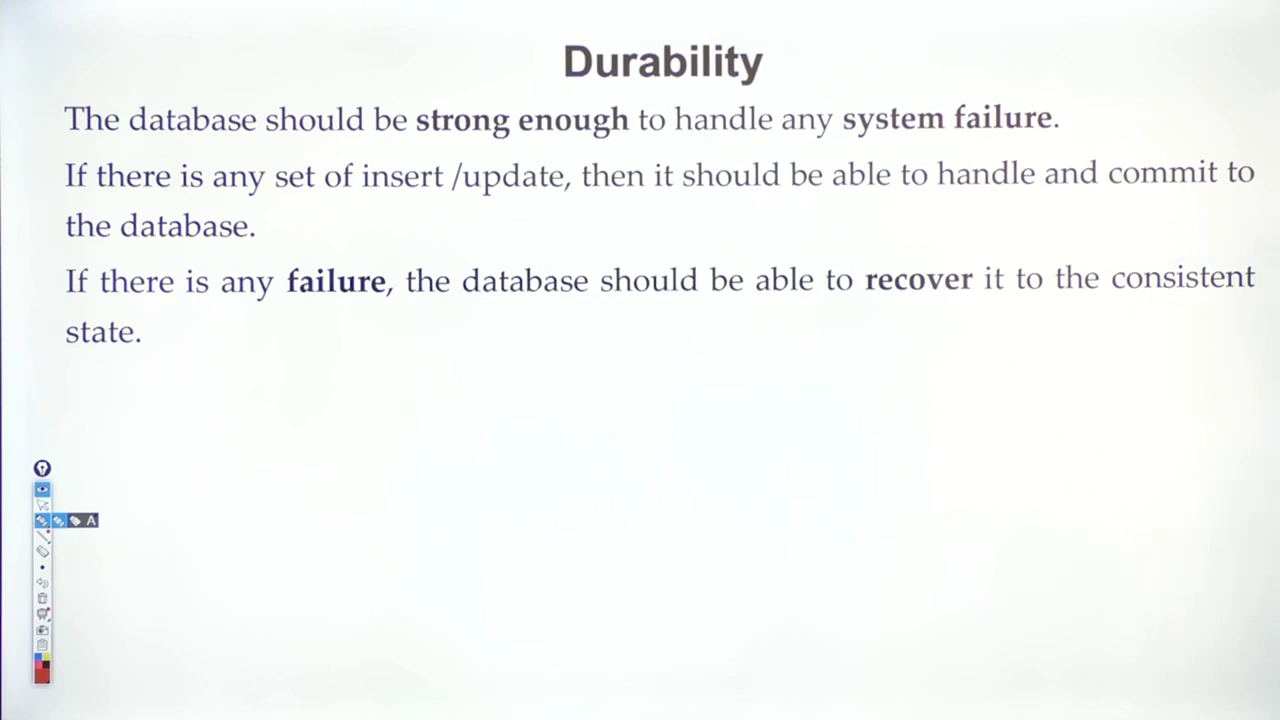 Durability
The database should be strong enough to handle any system failure.
If there is any set of insert /update, then it should be able to handle and commit to
the database.
If there is any failure, the database should be able to recover it to the consistent
state.
A